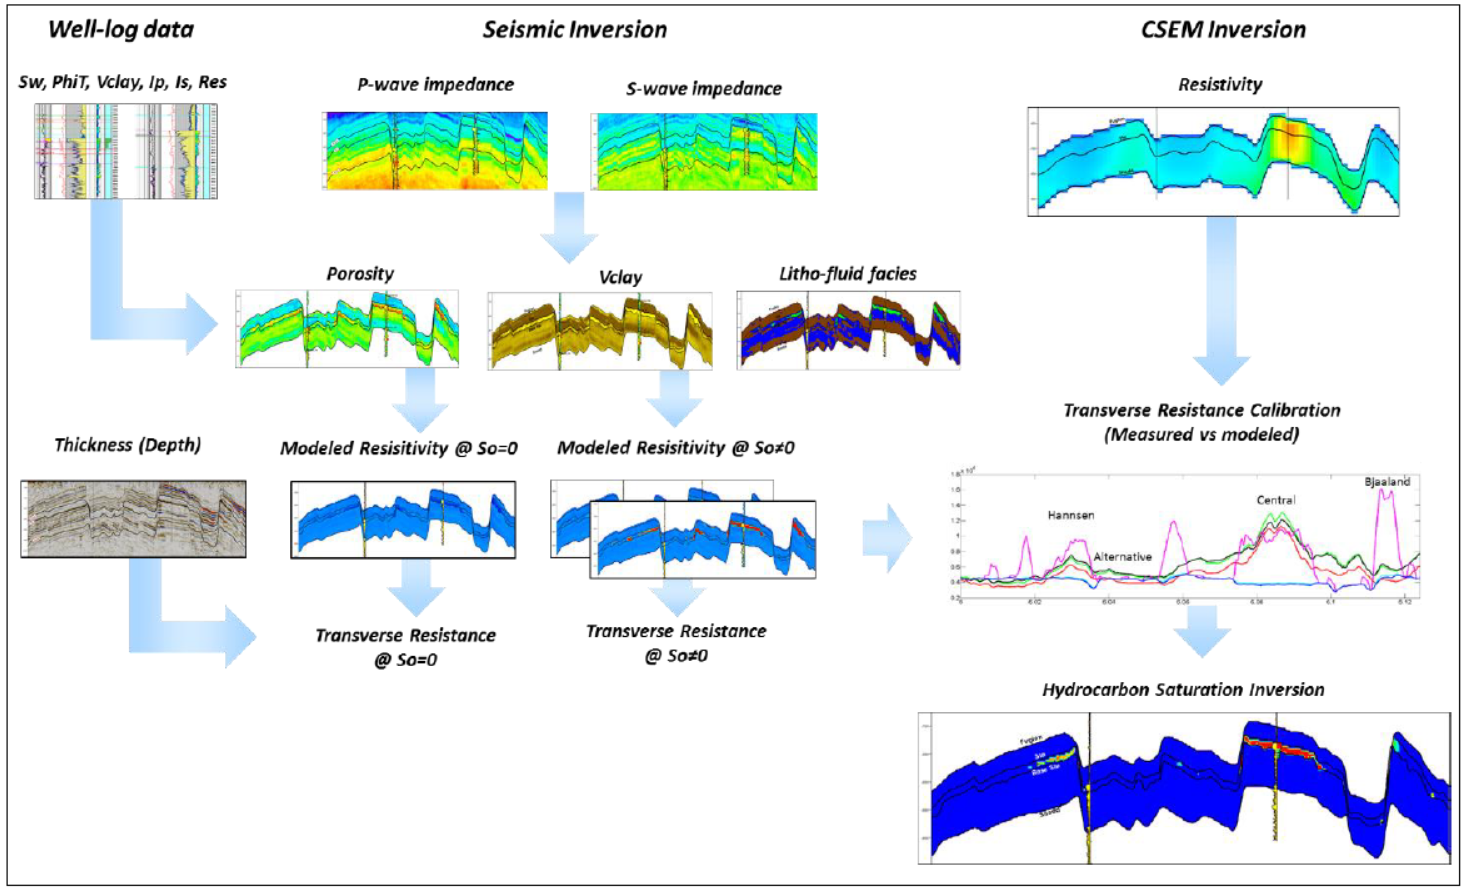 Well-log data
Seismic Inversion
CSEM Inversion
Sw, PhiT, Vclay, Ip, Is, Res
P-wave impedance
S-wave impedance
Resistivity
Porosity
Vclay
Litho-fluid facies
Thickness (Depth)
Modeled Resisitivity @ So=0
Modeled Resisitivity @ So≠0
Transverse Resistance Calibration
(Measured vs modeled)
Hannsen
Alternative
Central
Bjaaland
Transverse Resistance
@ So=0
Transverse Resistance
@ So≠0
Hydrocarbon Saturation Inversion